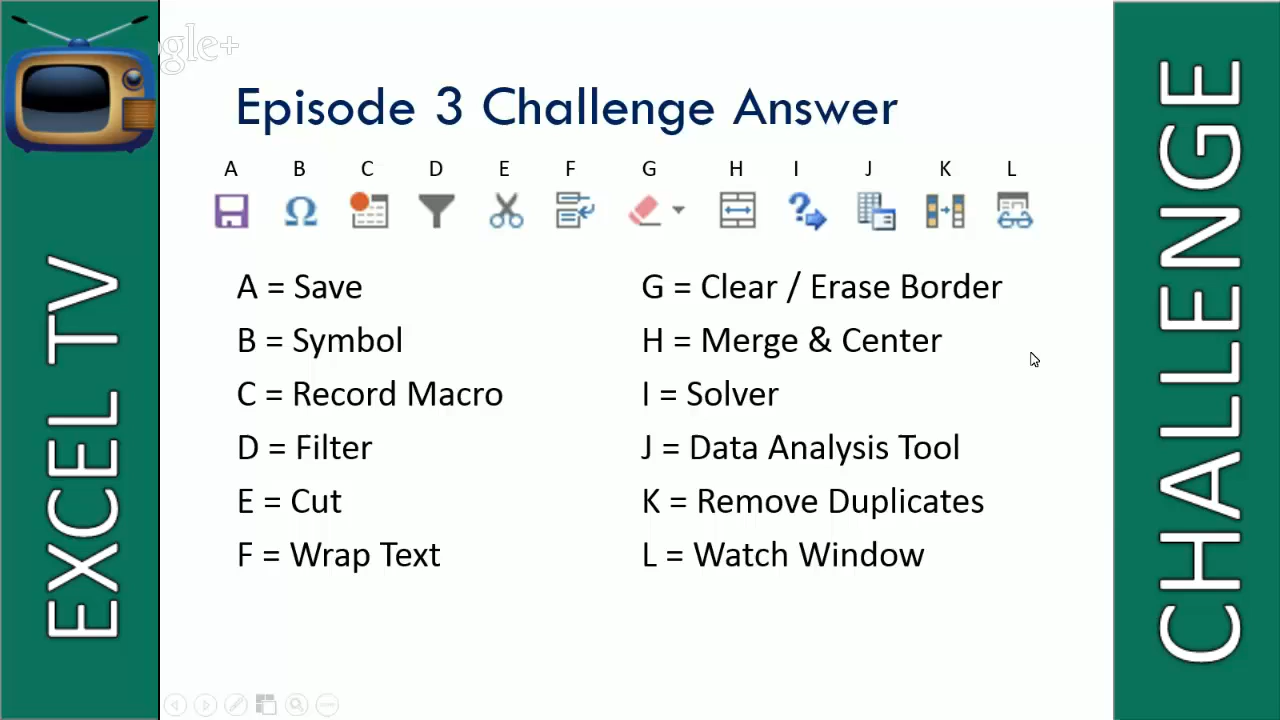 gle+
Episode 3 Challenge Answer
A B C D E F G H I J K L
A = Save
B = Symbol
C = Record Macro
D = Filter
E = Cut
F = Wrap Text
G = Clear / Erase Border
H = Merge & Center
I = Solver
J = Data Analysis Tool
K = Remove Duplicates
L = Watch Window
EXCEL TV
CHALLENGE